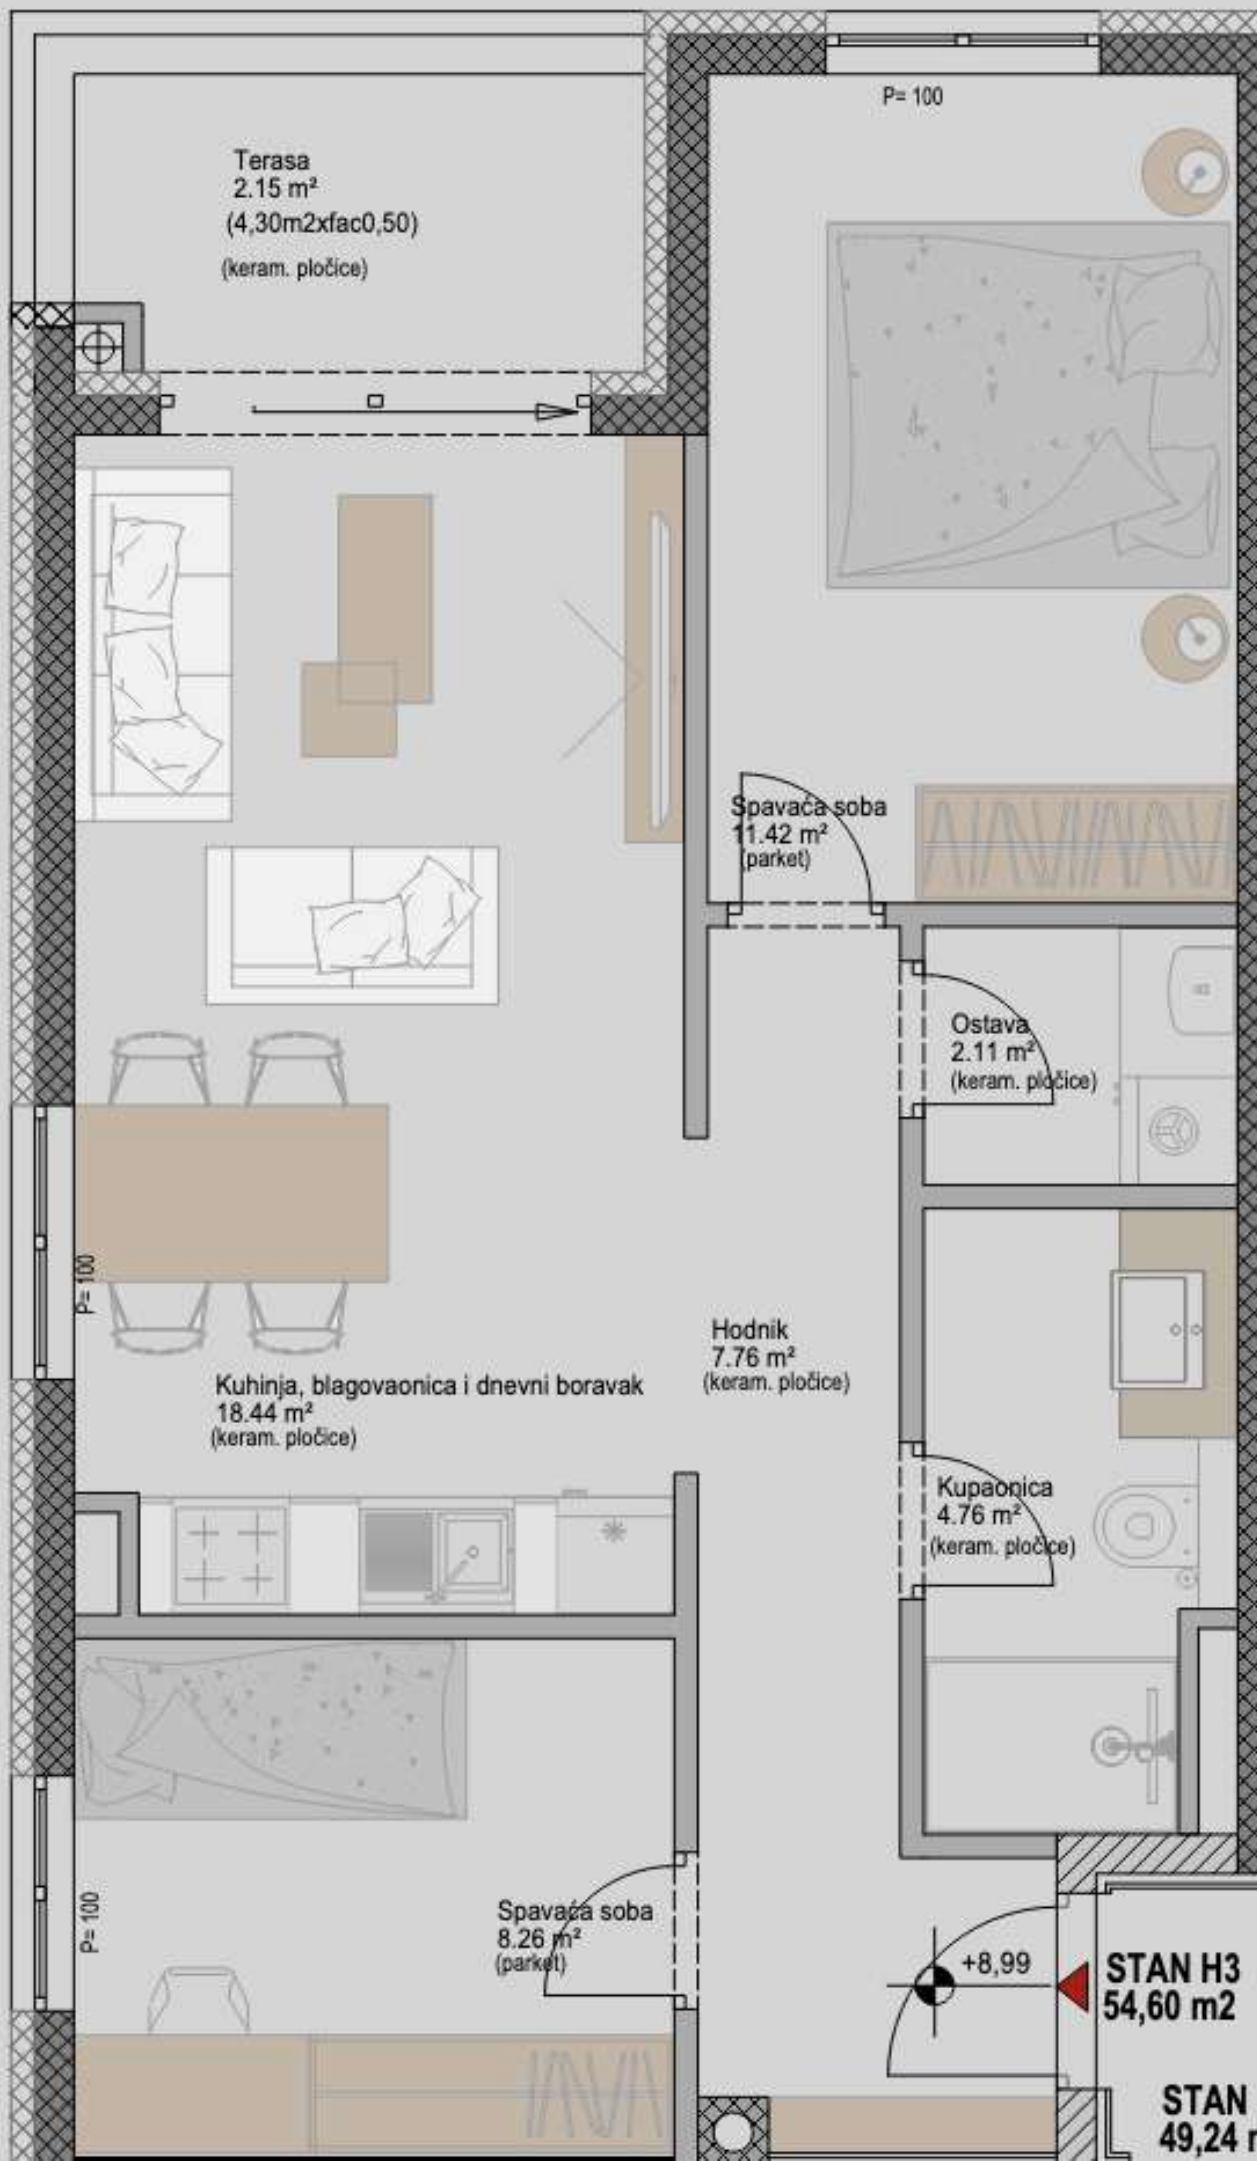 P= 100
Terasa
2.15 m²
(4,30m2xfac0,50)
(keram. pločice)
Spavaća soba
11.42 m²
(parket)
Ostava
2.11 m²
(keram. pločice)
P= 100
Hodnik
7.76 m²
(keram. pločice)
Kuhinja, blagovaonica i dnevni boravak
18.44 m²
(keram. pločice)
Kupaonica
4.76 m²
(keram. pločice)
Spavaća soba
8.26 m²
(parket)
P= 100
+8,99
STAN H3
54,60 m2
STAN
49,24